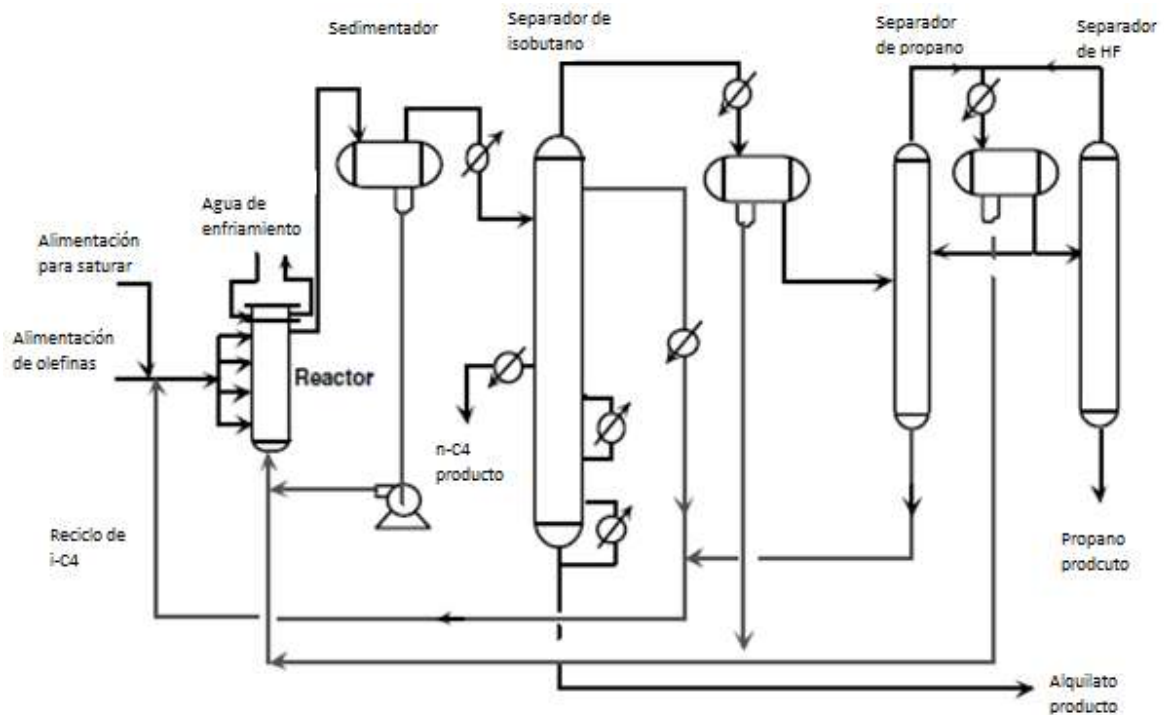 Sedimentador
Separador de
isobutano
Separador
de propano
Separador
de HF
Agua de
enfriamiento
Alimentación
para saturar
Alimentación
de olefinas
Reactor
n-C4
producto
Reciclo de
i-C4
Propano
prodcuto
Alquilato
producto